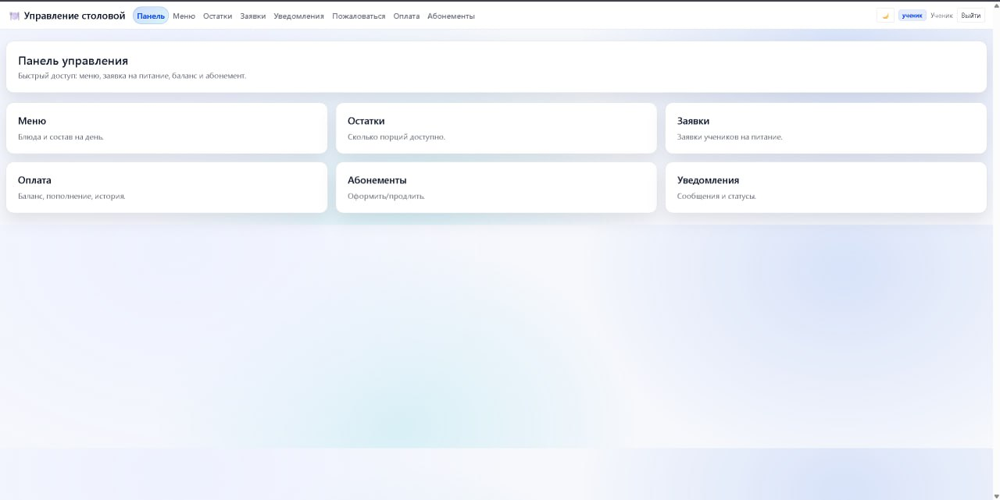 Управление столовой Панель Меню Остатки Заявки Уведомления Пожаловаться Оплата Абонементы ученик Ученик Выйти
Панель управления
Быстрый доступ: меню, заявка на питание, баланс и абонемент.
Меню
Блюда и состав на день.
Остатки
Сколько порций доступно.
Заявки
Заявки учеников на питание.
Оплата
Баланс, пополнение, история.
Абонементы
Оформить/продлить.
Уведомления
Сообщения и статусы.